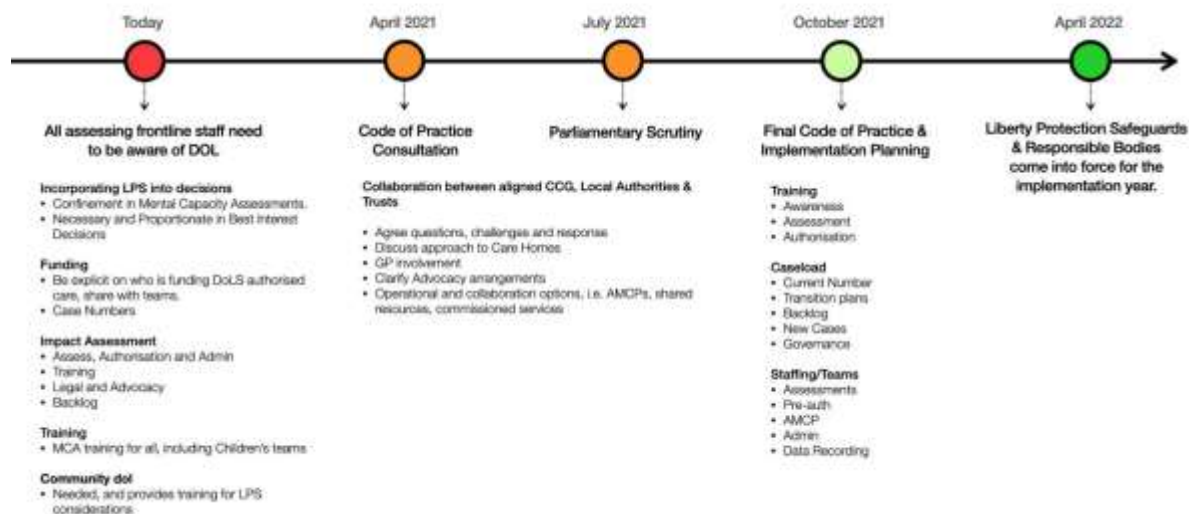 Today
April 2021
July 2021
October 2021
April 2022
All assessing frontline staff need
to be aware of DOL
Incorporating LPS into decisions
• Confinement in Mental Capacity Assessments.
• Necessary and Proportionate in Best Interest
Decisions
Funding
• Be explicit on who is funding DoLS authorised
care, share with teams.
• Case Numbers
Impact Assessment
• Assess, Authorisation and Admin
• Training
• Legal and Advocacy
• Backlog
Training
• MCA training for all, including Children's teams
Community dol
• Needed, and provides training for LPS
considerations
Code of Practice
Consultation
Parliamentary Scrutiny
Collaboration between aligned CCG, Local Authorities &
Trusts
• Agree questions, challenges and response
• Discuss approach to Care Homes
• GP involvement
• Clarify Advocacy arrangements
• Operational and collaboration options, i.e. AMCPs, shared
resources, commissioned services
Final Code of Practice &
Implementation Planning
Training
• Awareness
• Assessment
• Authorisation
Caseload
• Current Number
• Transition plans
• Backlog
• New Cases
• Governance
Staffing/Teams
• Assessments
• Pre-auth
• AMCP
• Admin
• Data Recording
Liberty Protection Safeguards
& Responsible Bodies
come into force for the
implementation year.